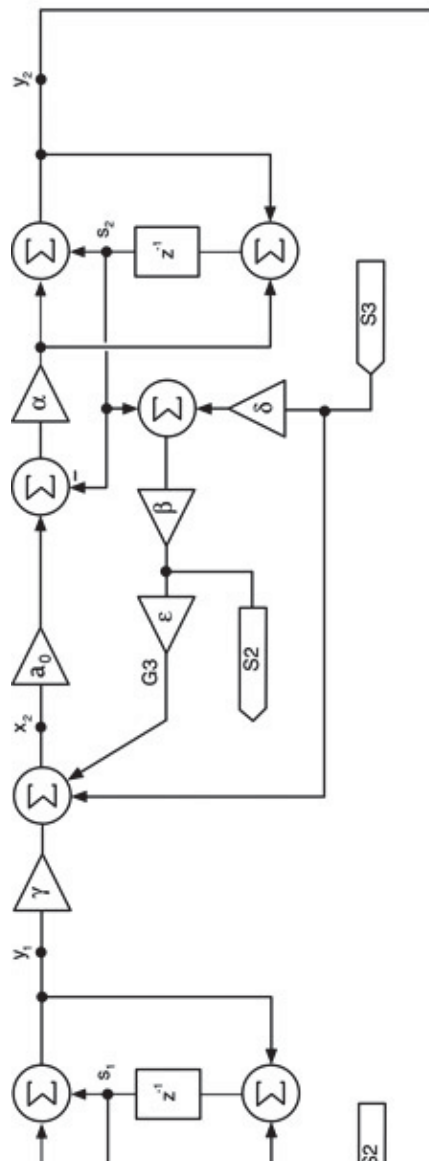 y₂
Σ
s₂
z⁻¹
Σ
S3
α
Σ
δ
Σ
–
β
ε
G3
S2
a₀
x₂
Σ
γ
y₁
Σ
s₁
z⁻¹
Σ
S2